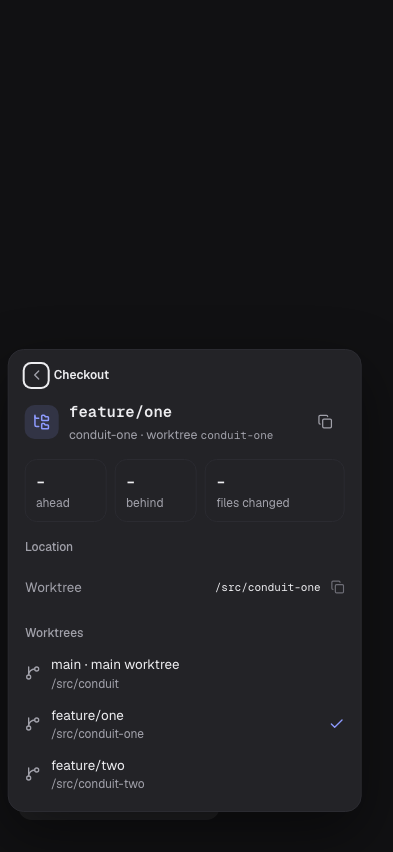 Checkout
feature/one
conduit-one · worktree conduit-one
-
ahead
-
behind
-
files changed
Location
Worktree
/src/conduit-one
Worktrees
main · main worktree
/src/conduit
feature/one
/src/conduit-one
feature/two
/src/conduit-two